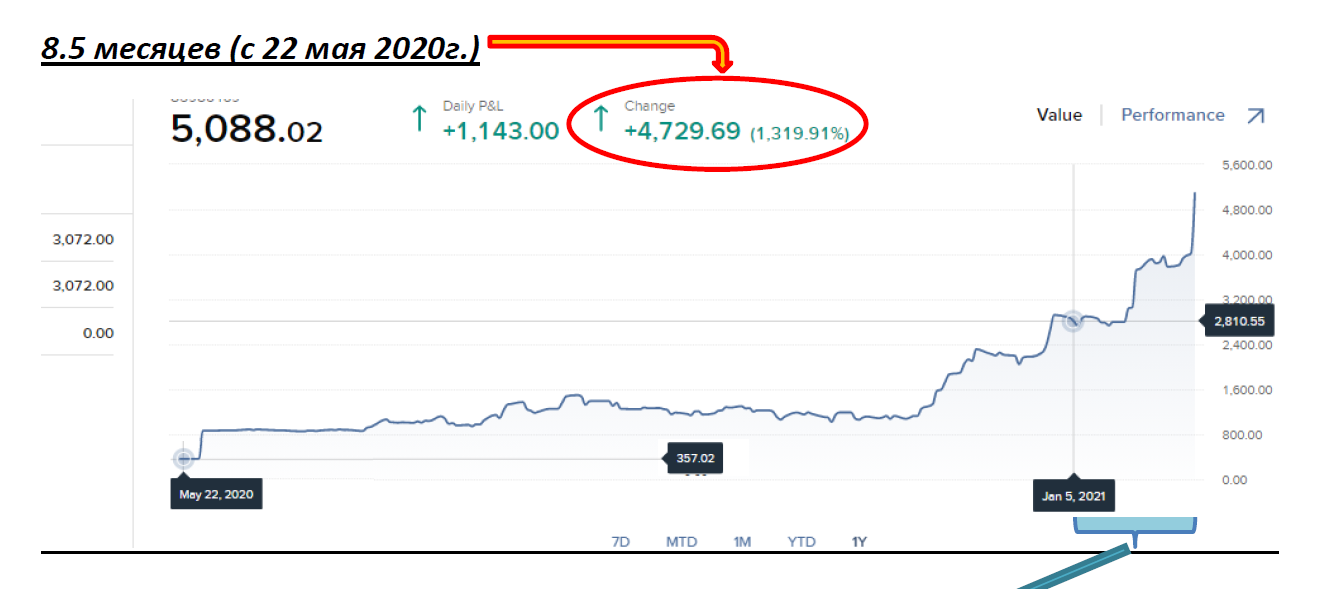 8.5 месяцев (с 22 мая 2020г.)
Daily P&L
Change
5,088.02
+1,143.00
+4,729.69 (1,319.91%)
Value
Performance
5,600.00
4,800.00
3,072.00
4,000.00
3,072.00
3,200.00
2,810.55
0.00
2,400.00
1,600.00
800.00
357.02
0.00
May 22, 2020
Jan 5, 2021
7D
MTD
1M
YTD
1Y